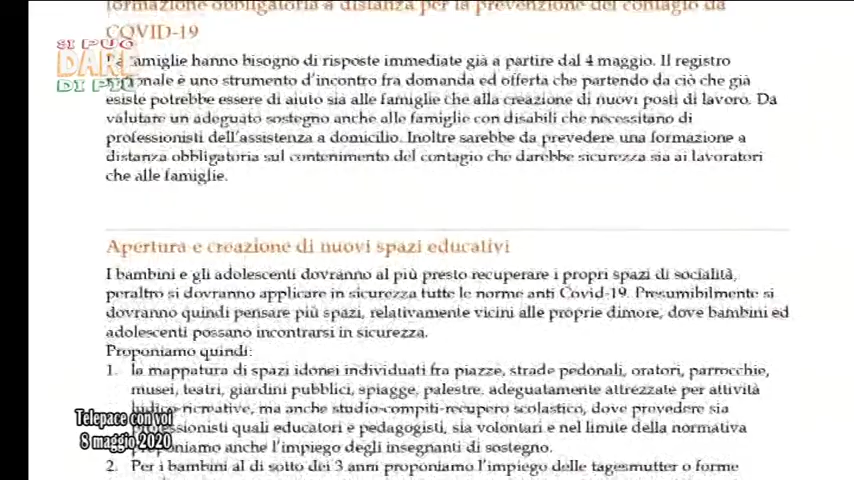 formazione obbligatoria a distanza per la prevenzione del contagio da
COVID-19
SI PUÒ
DARE
DI PIÙ
famiglie hanno bisogno di risposte immediate già a partire dal 4 maggio. Il registro
è uno strumento d'incontro fra domanda ed offerta che partendo da ciò che già
esiste potrebbe essere di aiuto sia alle famiglie che alla creazione di nuovi posti di lavoro. Da
valutare un adeguato sostegno anche alle famiglie con disabili che necessitano di
professionisti dell'assistenza a domicilio. Inoltre sarebbe da prevedere una formazione a
distanza obbligatoria sul contenimento del contagio che darebbe sicurezza sia ai lavoratori
che alle famiglie.
Apertura e creazione di nuovi spazi educativi
I bambini e gli adolescenti dovranno al più presto recuperare i propri spazi di socialità,
peraltro si dovranno applicare in sicurezza tutte le norme anti Covid-19. Presumibilmente si
dovranno quindi pensare più spazi, relativamente vicini alle proprie dimore, dove bambini ed
adolescenti possano incontrarsi in sicurezza.
Proponiamo quindi:
1. la mappatura di spazi idonei individuati fra piazze, strade pedonali, oratori, parrocchie,
musei, teatri, giardini pubblici, spiagge, palestre, adeguatamente attrezzate per attività
ludico-ricreative, ma anche studio-compiti-recupero scolastico, dove provedere sia
professionisti quali educatori e pedagogisti, sia volontari e nel limite della normativa
proponiamo anche l'impiego degli insegnanti di sostegno.
2. Per i bambini al di sotto dei 3 anni proponiamo l'impiego delle tagesmutter o forme
Telepace con voi
8 maggio 2020